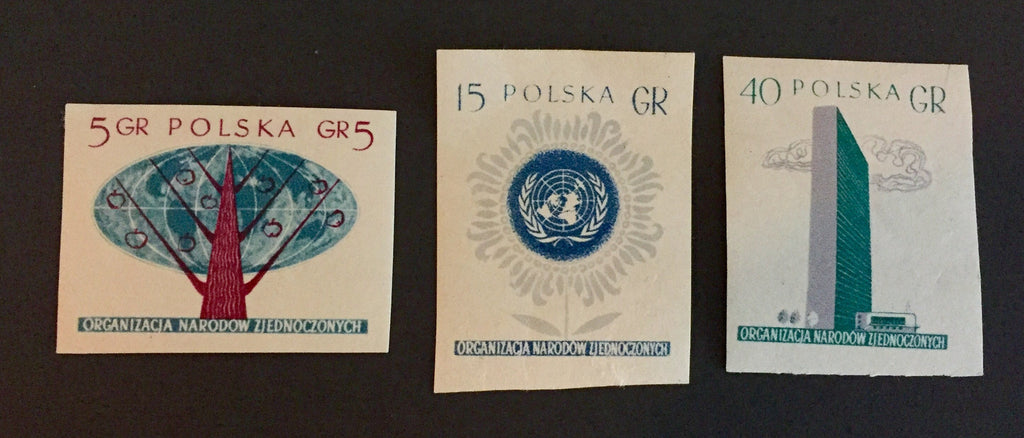 5 GR POLSKA GR 5
ORGANIZACJA NARODÓW ZJEDNOCZONYCH
15 POLSKA GR
ORGANIZACJA NARODÓW ZJEDNOCZONYCH
40 POLSKA GR
ORGANIZACJA NARODÓW ZJEDNOCZONYCH